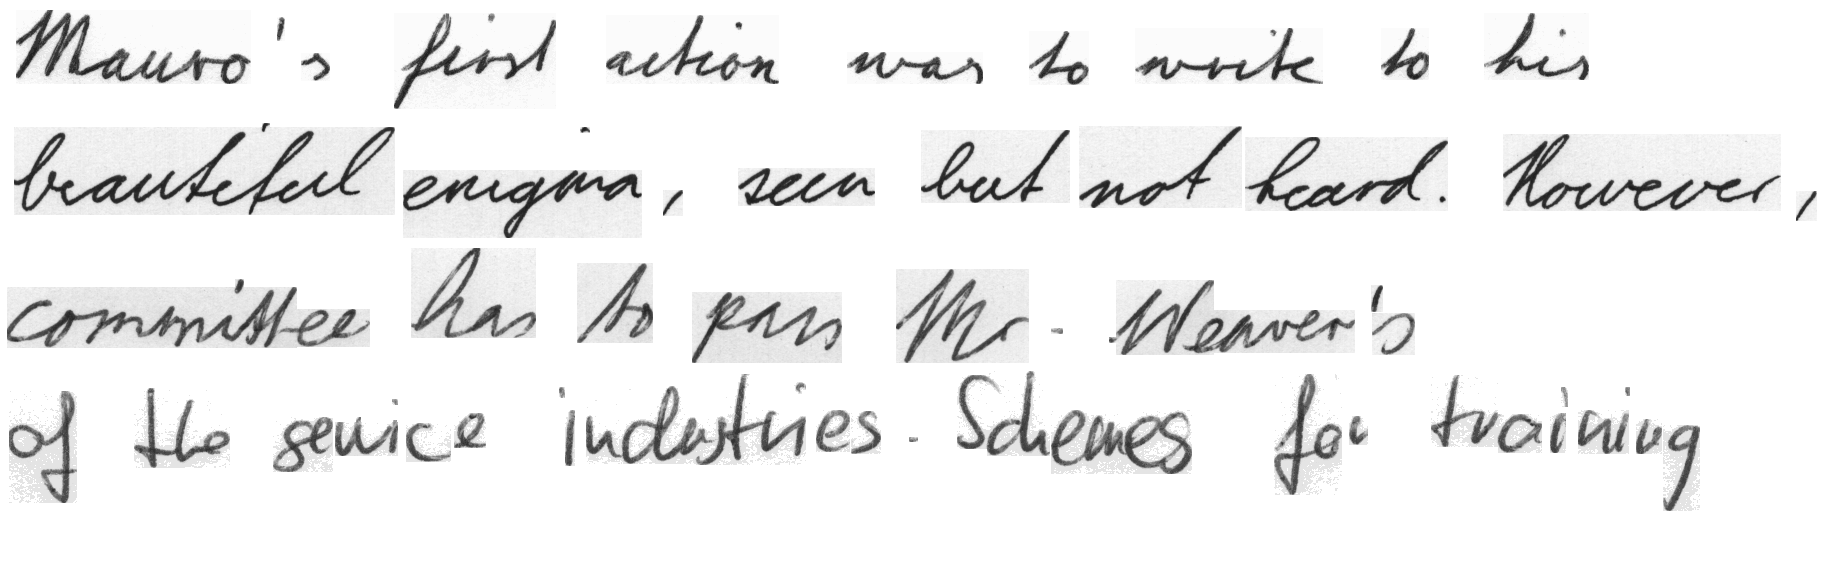 Mauro's first action was to write to his
beautiful enigma, seen but not heard. However,
committee has to pass Mr. Weaver's
of the service industries. Schemes for training